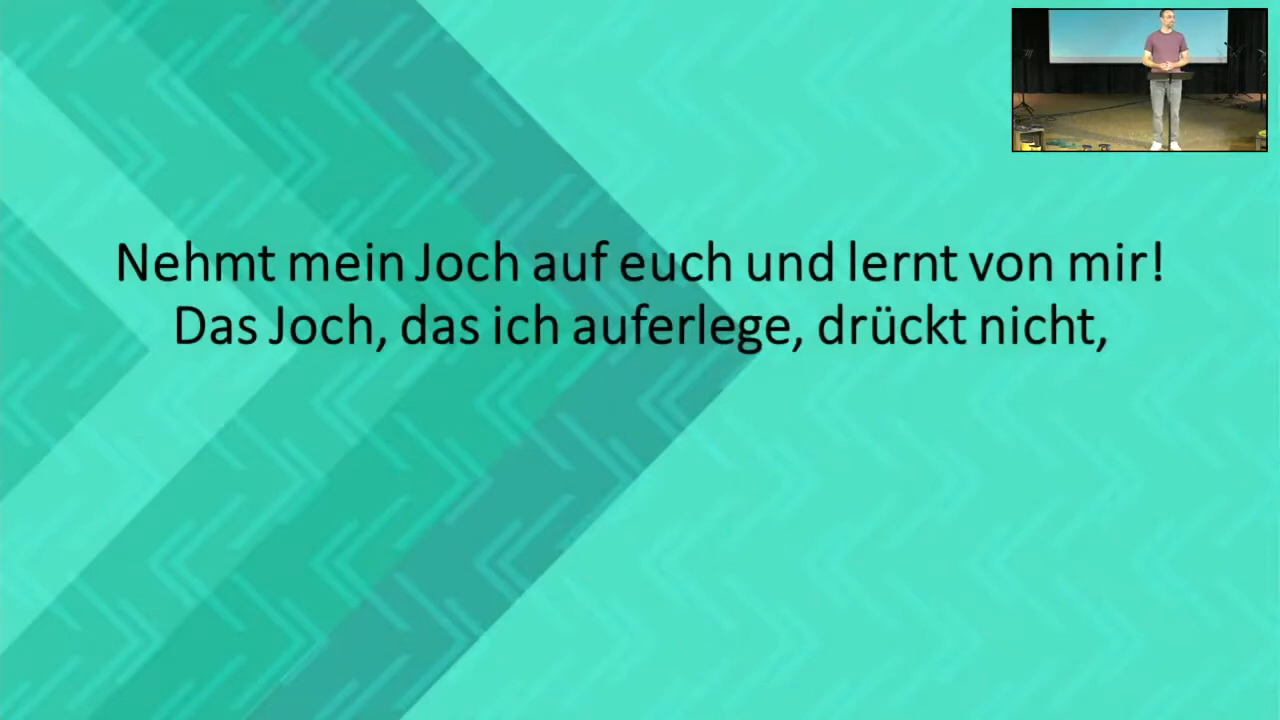 Nehmt mein Joch auf euch und lernt von mir!
Das Joch, das ich auferlege, drückt nicht,